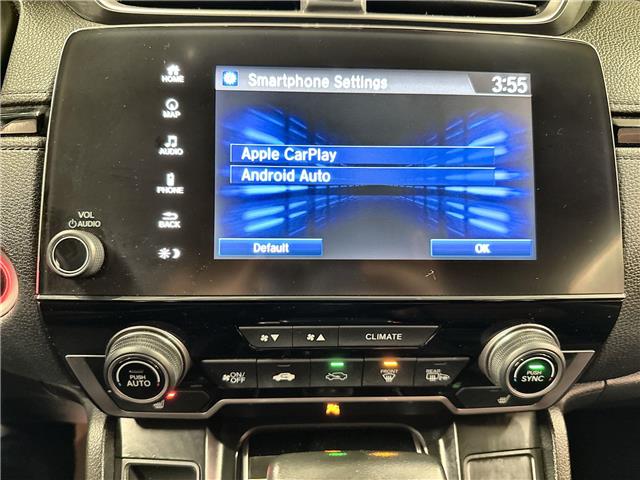 HOME
Smartphone Settings
3:55
MAP
AUDIO
Apple CarPlay
Android Auto
PHONE
VOL
AUDIO
BACK
Default
OK
CLIMATE
PUSH
AUTO
ON/
OFF
FRONT
REAR
PUSH
SYNC